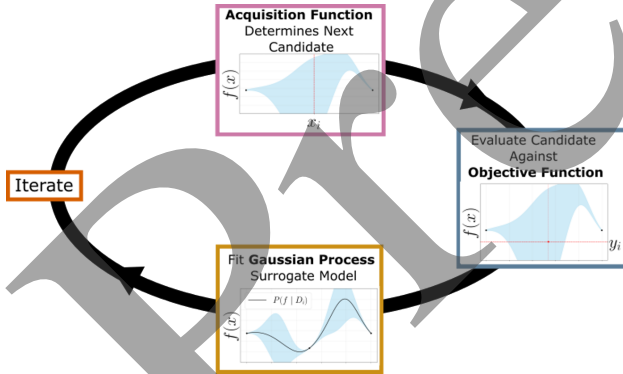 Acquisition Function
Determines Next
Candidate
f(x)
x_i
Evaluate Candidate
Against
Objective Function
f(x)
y_i
Iterate
Fit Gaussian Process
Surrogate Model
P(f | D_i)
f(x)
Pre